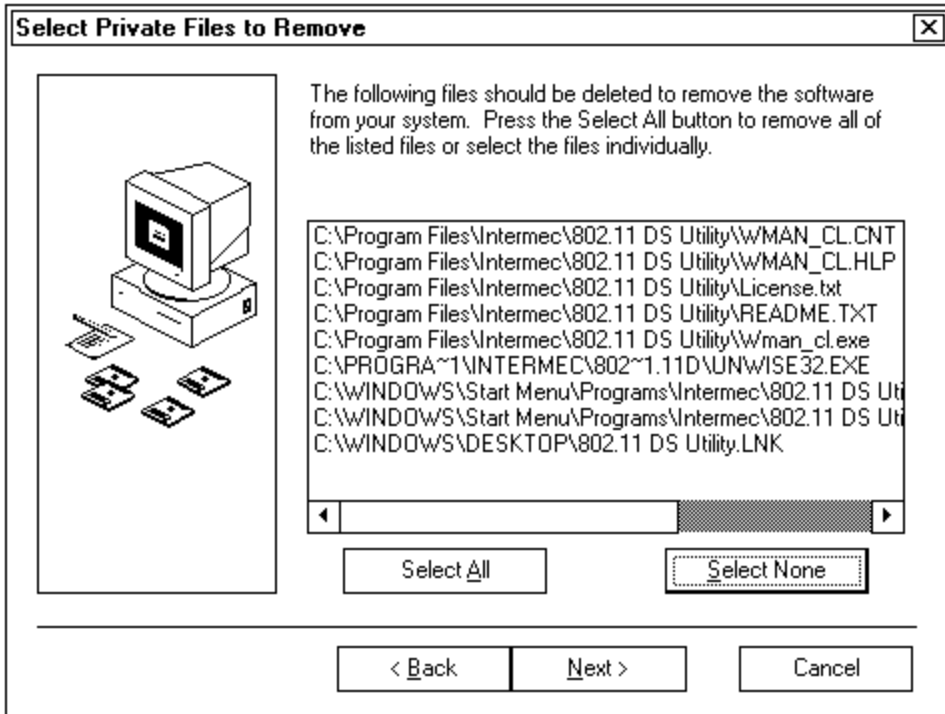 Select Private Files to Remove
The following files should be deleted to remove the software
from your system.  Press the Select All button to remove all of
the listed files or select the files individually.
C:\Program Files\Intermec\802.11 DS Utility\WMAN_CL.CNT
C:\Program Files\Intermec\802.11 DS Utility\WMAN_CL.HLP
C:\Program Files\Intermec\802.11 DS Utility\License.txt
C:\Program Files\Intermec\802.11 DS Utility\README.TXT
C:\Program Files\Intermec\802.11 DS Utility\Wman_cl.exe
C:\PROGRA~1\INTERMEC\802~1.11D\UNWISE32.EXE
C:\WINDOWS\Start Menu\Programs\Intermec\802.11 DS Uti
C:\WINDOWS\Start Menu\Programs\Intermec\802.11 DS Uti
C:\WINDOWS\DESKTOP\802.11 DS Utility.LNK
Select All
Select None
< Back
Next >
Cancel